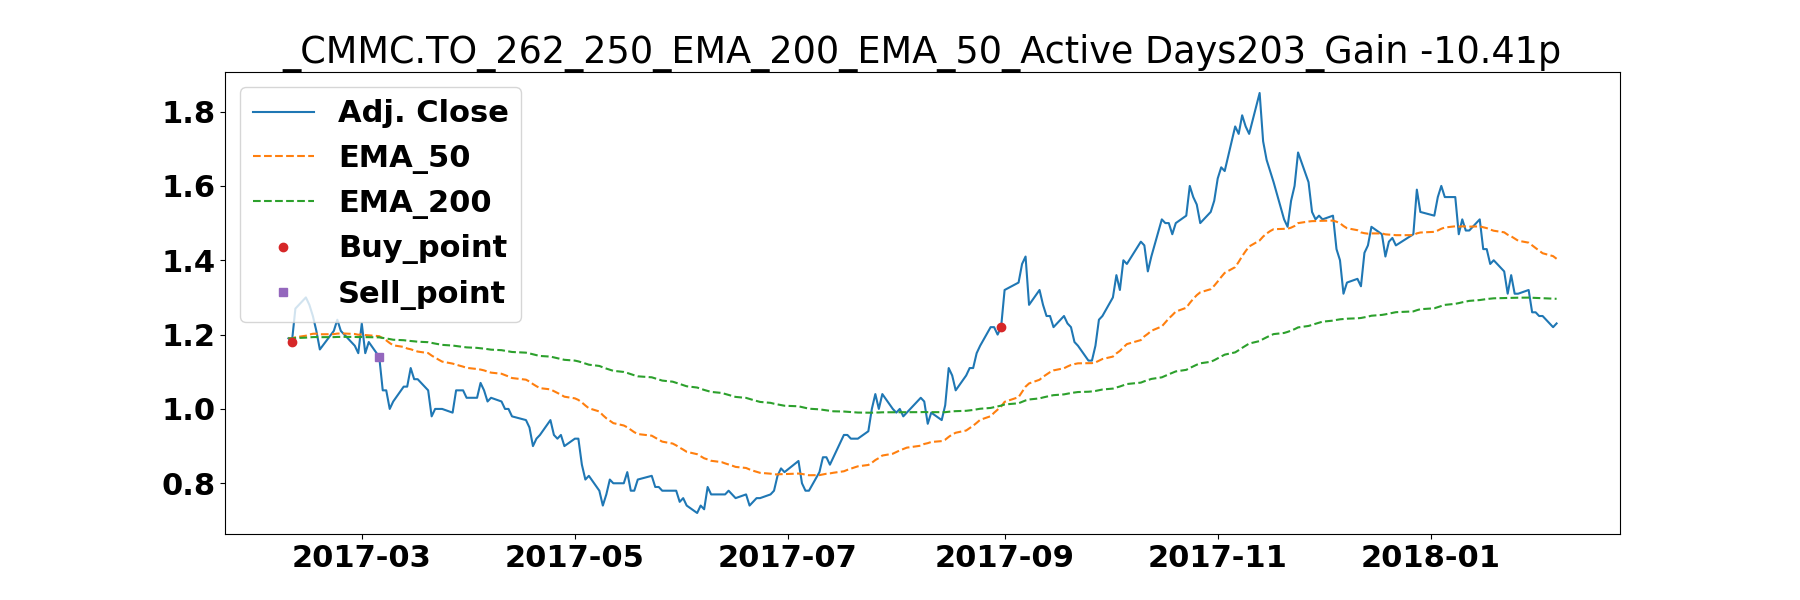 _CMMC.TO_262_250_EMA_200_EMA_50_Active Days203_Gain -10.41p
Adj. Close
EMA_50
EMA_200
Buy_point
Sell_point
1.8
1.6
1.4
1.2
1.0
0.8
2017-03 2017-05 2017-07 2017-09 2017-11 2018-01